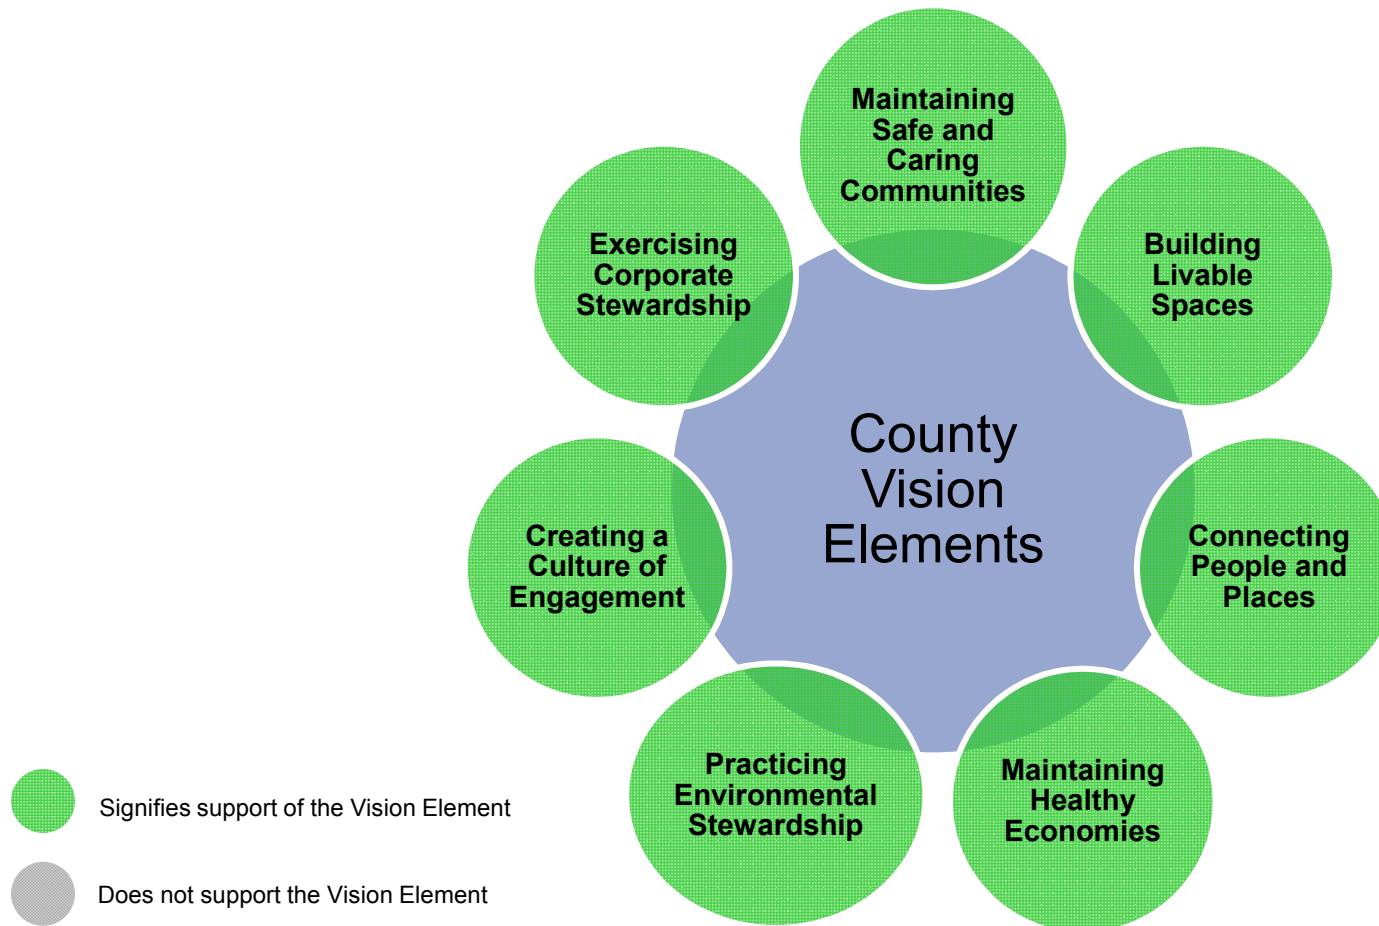 Maintaining
Safe and
Caring
Communities
Building
Livable
Spaces
Connecting
People and
Places
Maintaining
Healthy
Economies
Practicing
Environmental
Stewardship
Creating a
Culture of
Engagement
Exercising
Corporate
Stewardship
County
Vision
Elements
Signifies support of the Vision Element
Does not support the Vision Element